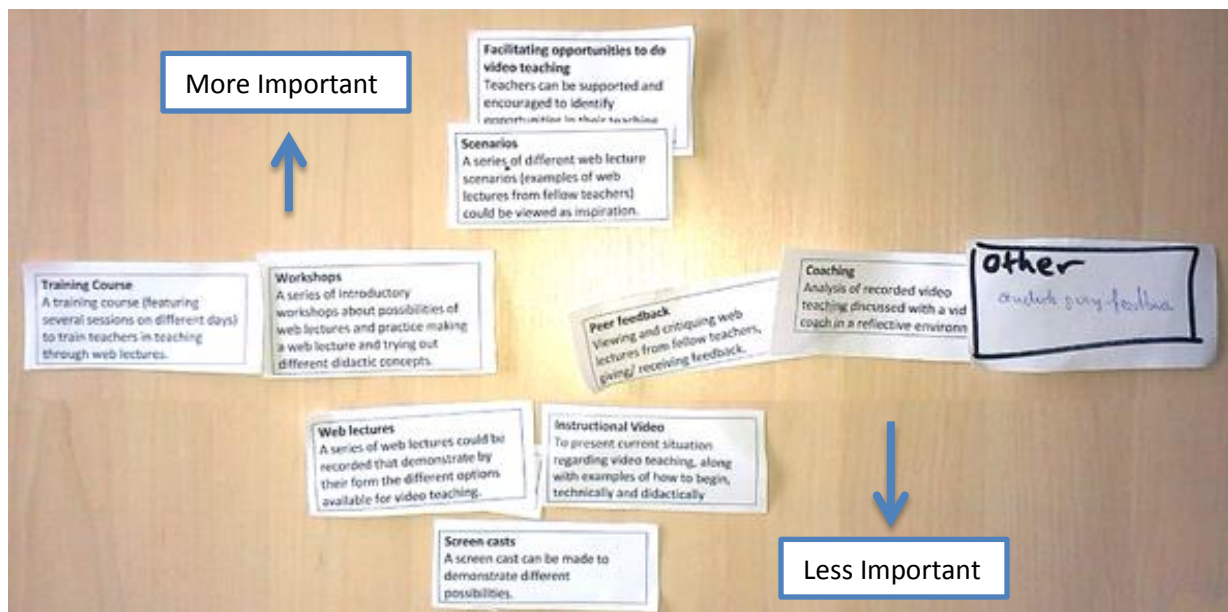 More Important
Facilitating opportunities to do
video teaching
Teachers can be supported and
encouraged to identify
opportunities in their teaching
Scenarios
A series of different web lecture
scenarios (examples of web
lectures from fellow teachers)
could be viewed as inspiration.
Training Course
A training course (featuring
several sessions on different days)
to train teachers in teaching
through web lectures.
Workshops
A series of introductory
workshops about possibilities of
web lectures and practice making
a web lecture and trying out
different didactic concepts.
Peer feedback
Viewing and critiquing web
lectures from fellow teachers,
giving/ receiving feedback.
Coaching
Analysis of recorded video
teaching discussed with a vid
coach in a reflective environm
other
Web lectures
A series of web lectures could be
recorded that demonstrate by
their form the different options
available for video teaching.
Instructional Video
To present current situation
regarding video teaching, along
with examples of how to begin,
technically and didactically
Screen casts
A screen cast can be made to
demonstrate different
possibilities.
Less Important